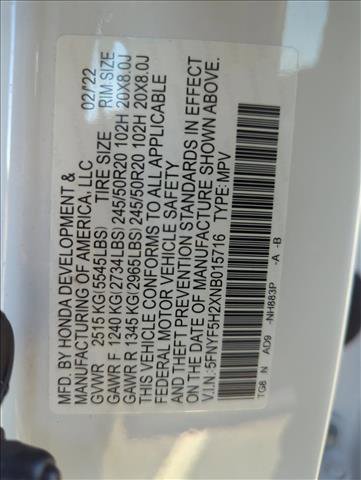 MFD. BY HONDA DEVELOPMENT & 02/22
MANUFACTURING OF AMERICA, LLC
GVWR 2515 KG(5545LBS) TIRE SIZE RIM SIZE
GAWR F 1240 KG(2734LBS) 245/50R20 102H 20X8.0J
GAWR R 1345 KG(2965LBS) 245/50R20 102H 20X8.0J
THIS VEHICLE CONFORMS TO ALL APPLICABLE
FEDERAL MOTOR VEHICLE SAFETY
AND THEFT PREVENTION STANDARDS IN EFFECT
ON THE DATE OF MANUFACTURE SHOWN ABOVE.
V.I.N.:5FNYF5H2XNB015716 TYPE:MPV
TG8 N AD9 -NH883P -A -B